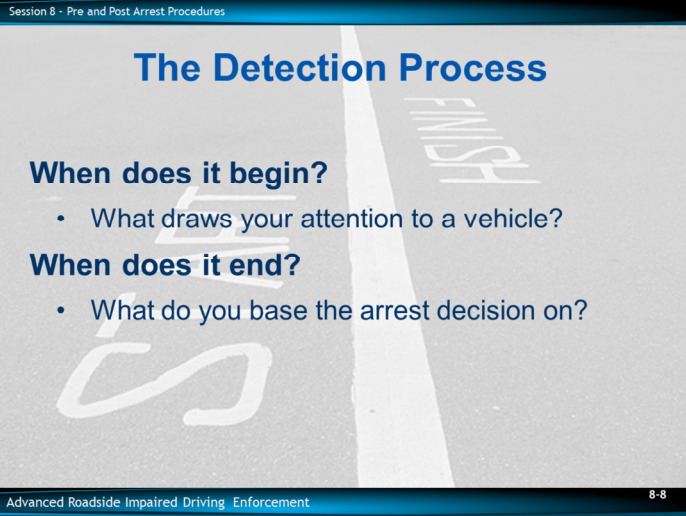 Session 8 - Pre and Post Arrest Procedures
The Detection Process
FINISH
When does it begin?
• What draws your attention to a vehicle?
START
When does it end?
• What do you base the arrest decision on?
Advanced Roadside Impaired Driving Enforcement
8-8